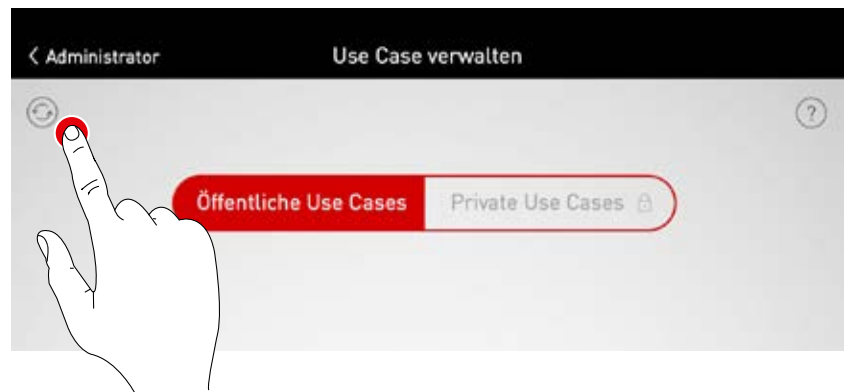 < Administrator
Use Case verwalten
?
Öffentliche Use Cases
Private Use Cases